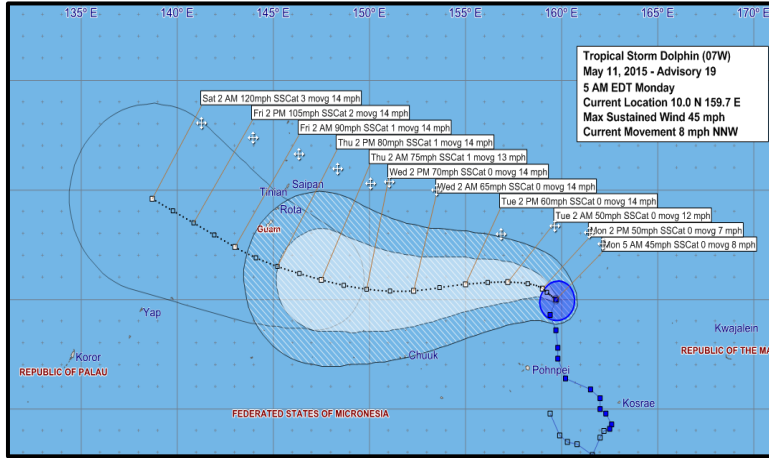 135° E 140° E 145° E 150° E 155° E 160° E 165° E 170° E
Tropical Storm Dolphin (07W)
May 11, 2015 - Advisory 19
5 AM EDT Monday
Current Location 10.0 N 159.7 E
Max Sustained Wind 45 mph
Current Movement 8 mph NNW
Sat 2 AM 120mph SSCat 3 movg 14 mph
Fri 2 PM 105mph SSCat 2 movg 14 mph
Fri 2 AM 90mph SSCat 1 movg 14 mph
Thu 2 PM 80mph SSCat 1 movg 14 mph
Thu 2 AM 75mph SSCat 1 movg 13 mph
Wed 2 PM 70mph SSCat 0 movg 14 mph
Wed 2 AM 65mph SSCat 0 movg 14 mph
Tue 2 PM 60mph SSCat 0 movg 14 mph
Tue 2 AM 50mph SSCat 0 movg 12 mph
Mon 2 PM 50mph SSCat 0 movg 7 mph
Mon 5 AM 45mph SSCat 0 movg 8 mph
Saipan
Tinian
Rota
Guam
Yap
Kwajalein
Koror
Chuuk
REPUBLIC OF THE MA
REPUBLIC OF PALAU
Pohnpei
Kosrae
FEDERATED STATES OF MICRONESIA